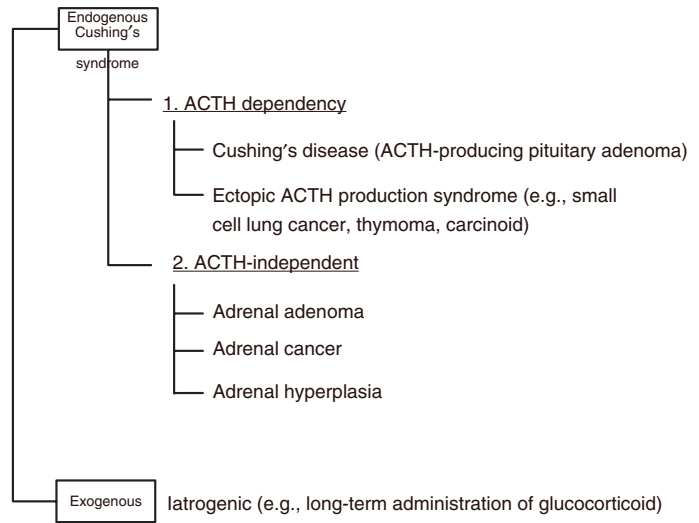 Endogenous
Cushing′s
syndrome
1. ACTH dependency
Cushing′s disease (ACTH-producing pituitary adenoma)
Ectopic ACTH production syndrome (e.g., small
cell lung cancer, thymoma, carcinoid)
2. ACTH-independent
Adrenal adenoma
Adrenal cancer
Adrenal hyperplasia
Exogenous Iatrogenic (e.g., long-term administration of glucocorticoid)